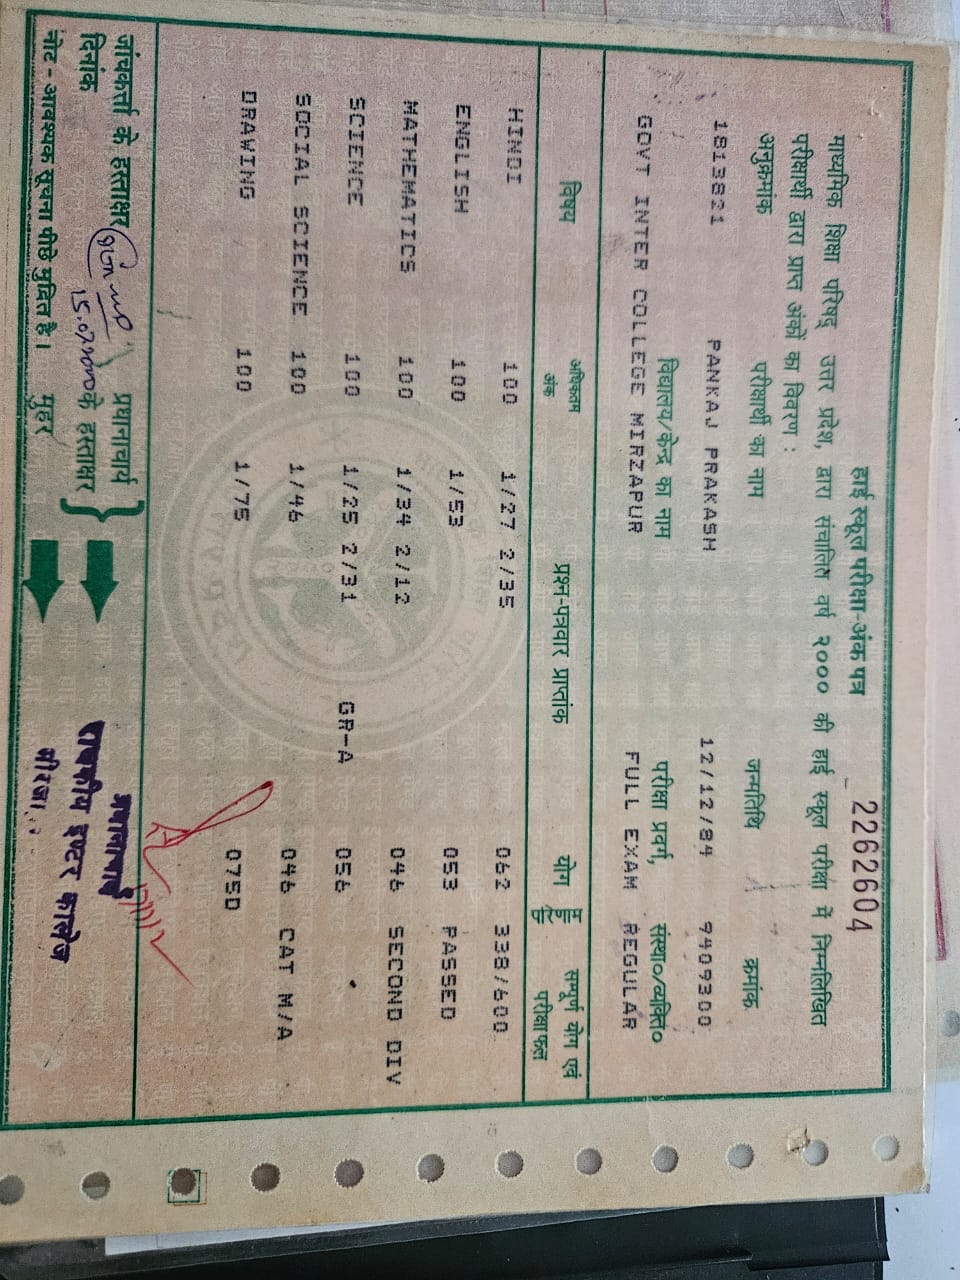 हाई स्कूल परीक्षा-अंक पत्र
2262604
माध्यमिक शिक्षा परिषद् उत्तर प्रदेश, द्वारा संचालित वर्ष २००० की हाई स्कूल परीक्षा में निम्नलिखित
परीक्षार्थी द्वारा प्राप्त अंकों का विवरण :
अनुक्रमांक परीक्षार्थी का नाम जन्मतिथि क्रमांक
1813821 PANKAJ PRAKASH 12/12/84 9409300
विद्यालय/केन्द्र का नाम परीक्षा प्रवर्ग, संस्था०/व्यक्ति०
GOVT INTER COLLEGE MIRZAPUR FULL EXAM REGULAR
विषय अधिकतम अंक प्रश्न-पत्रवार प्राप्तांक योग सम्पूर्ण योग एवं परीक्षाफल
HINDI 100 1/27 2/35 062 338/600
ENGLISH 100 1/53 053 PASSED
MATHEMATICS 100 1/34 2/12 046 SECOND DIV
SCIENCE 100 1/25 2/31 GR-A 056
SOCIAL SCIENCE 100 1/46 046 CAT M/A
DRAWING 100 1/75 075D
जांचकर्ता के हस्ताक्षर प्रधानाचार्य के हस्ताक्षर
दिनांक 15.07.2000
नोट - आवश्यक सूचना पीछे मुद्रित है। मुहर
प्रधानाचार्य
राजकीय इण्टर कालेज